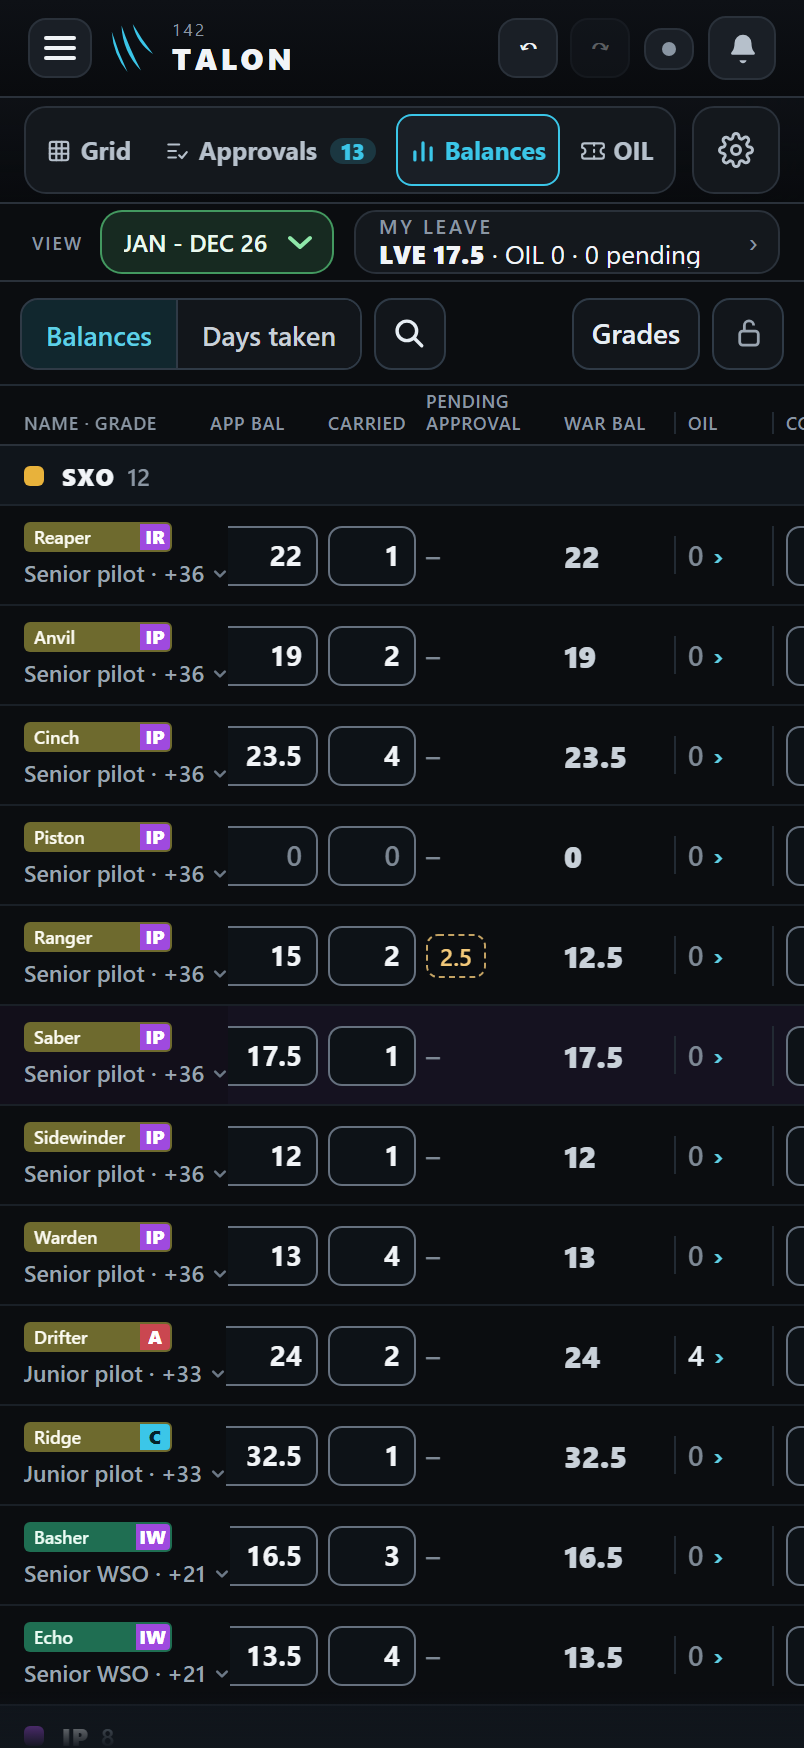 142
TALON
Grid
Approvals 13
Balances
OIL
VIEW
JAN - DEC 26
MY LEAVE
LVE 17.5 · OIL 0 · 0 pending
Balances
Days taken
Grades
NAME · GRADE
APP BAL
CARRIED
PENDING
APPROVAL
WAR BAL
OIL
CO
SXO 12
Reaper IR
Senior pilot · +36
22 1 – 22 0 ›
Anvil IP
Senior pilot · +36
19 2 – 19 0 ›
Cinch IP
Senior pilot · +36
23.5 4 – 23.5 0 ›
Piston IP
Senior pilot · +36
0 0 – 0 0 ›
Ranger IP
Senior pilot · +36
15 2 2.5 12.5 0 ›
Saber IP
Senior pilot · +36
17.5 1 – 17.5 0 ›
Sidewinder IP
Senior pilot · +36
12 1 – 12 0 ›
Warden IP
Senior pilot · +36
13 4 – 13 0 ›
Drifter A
Junior pilot · +33
24 2 – 24 4 ›
Ridge C
Junior pilot · +33
32.5 1 – 32.5 0 ›
Basher IW
Senior WSO · +21
16.5 3 – 16.5 0 ›
Echo IW
Senior WSO · +21
13.5 4 – 13.5 0 ›
IP 8